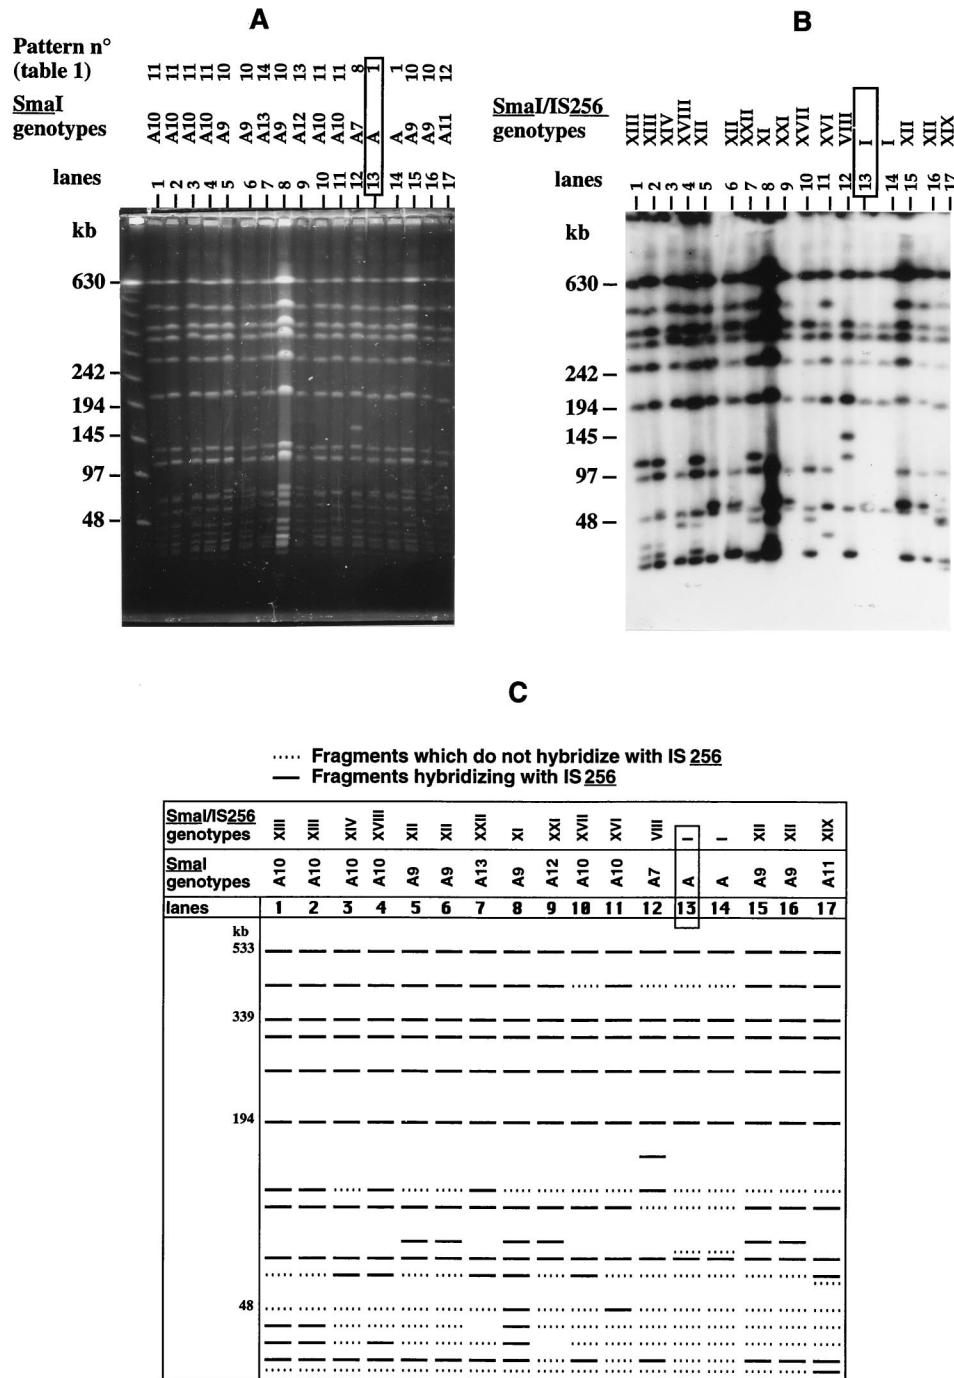 A
Pattern n°
(table 1)
11 11 11 11 10 10 14 10 13 11 11 8 1 1 10 10 12
SmaI
genotypes
A10 A10 A10 A10 A9 A9 A13 A9 A12 A10 A10 A7 A A A9 A9 A11
lanes
1 2 3 4 5 6 7 8 9 10 11 12 13 14 15 16 17
kb
630
242
194
145
97
48
B
SmaI/IS256
genotypes
XIII XIII XIV XVIII XII XII XXII XI XXI XVII XVI VIII I I XII XII XIX
lanes
1 2 3 4 5 6 7 8 9 10 11 12 13 14 15 16 17
kb
630
242
194
145
97
48
C
Fragments which do not hybridize with IS 256
Fragments hybridizing with IS 256
SmaI/IS256
genotypes
XIII XIII XIV XVIII XII XII XXII XI XXI XVII XVI VIII I I XII XII XIX
SmaI
genotypes
A10 A10 A10 A10 A9 A9 A13 A9 A12 A10 A10 A7 A A A9 A9 A11
lanes 1 2 3 4 5 6 7 8 9 10 11 12 13 14 15 16 17
kb
533
339
194
48